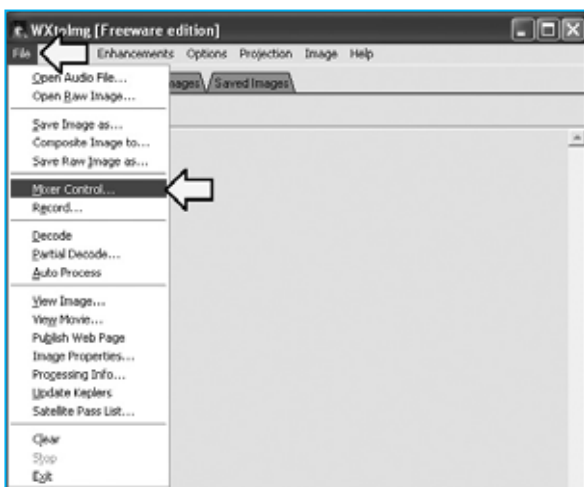 WXtoImg [Freeware edition]
File Enhancements Options Projection Image Help
Open Audio File... Saved Images
Open Raw Image...
Save Image as...
Composite Image to...
Save Raw Image as...
Mixer Control...
Record...
Decode
Partial Decode...
Auto Process
View Image...
View Movie...
Publish Web Page
Image Properties...
Processing Info...
Update Keplers
Satellite Pass List...
Clear
Stop
Exit